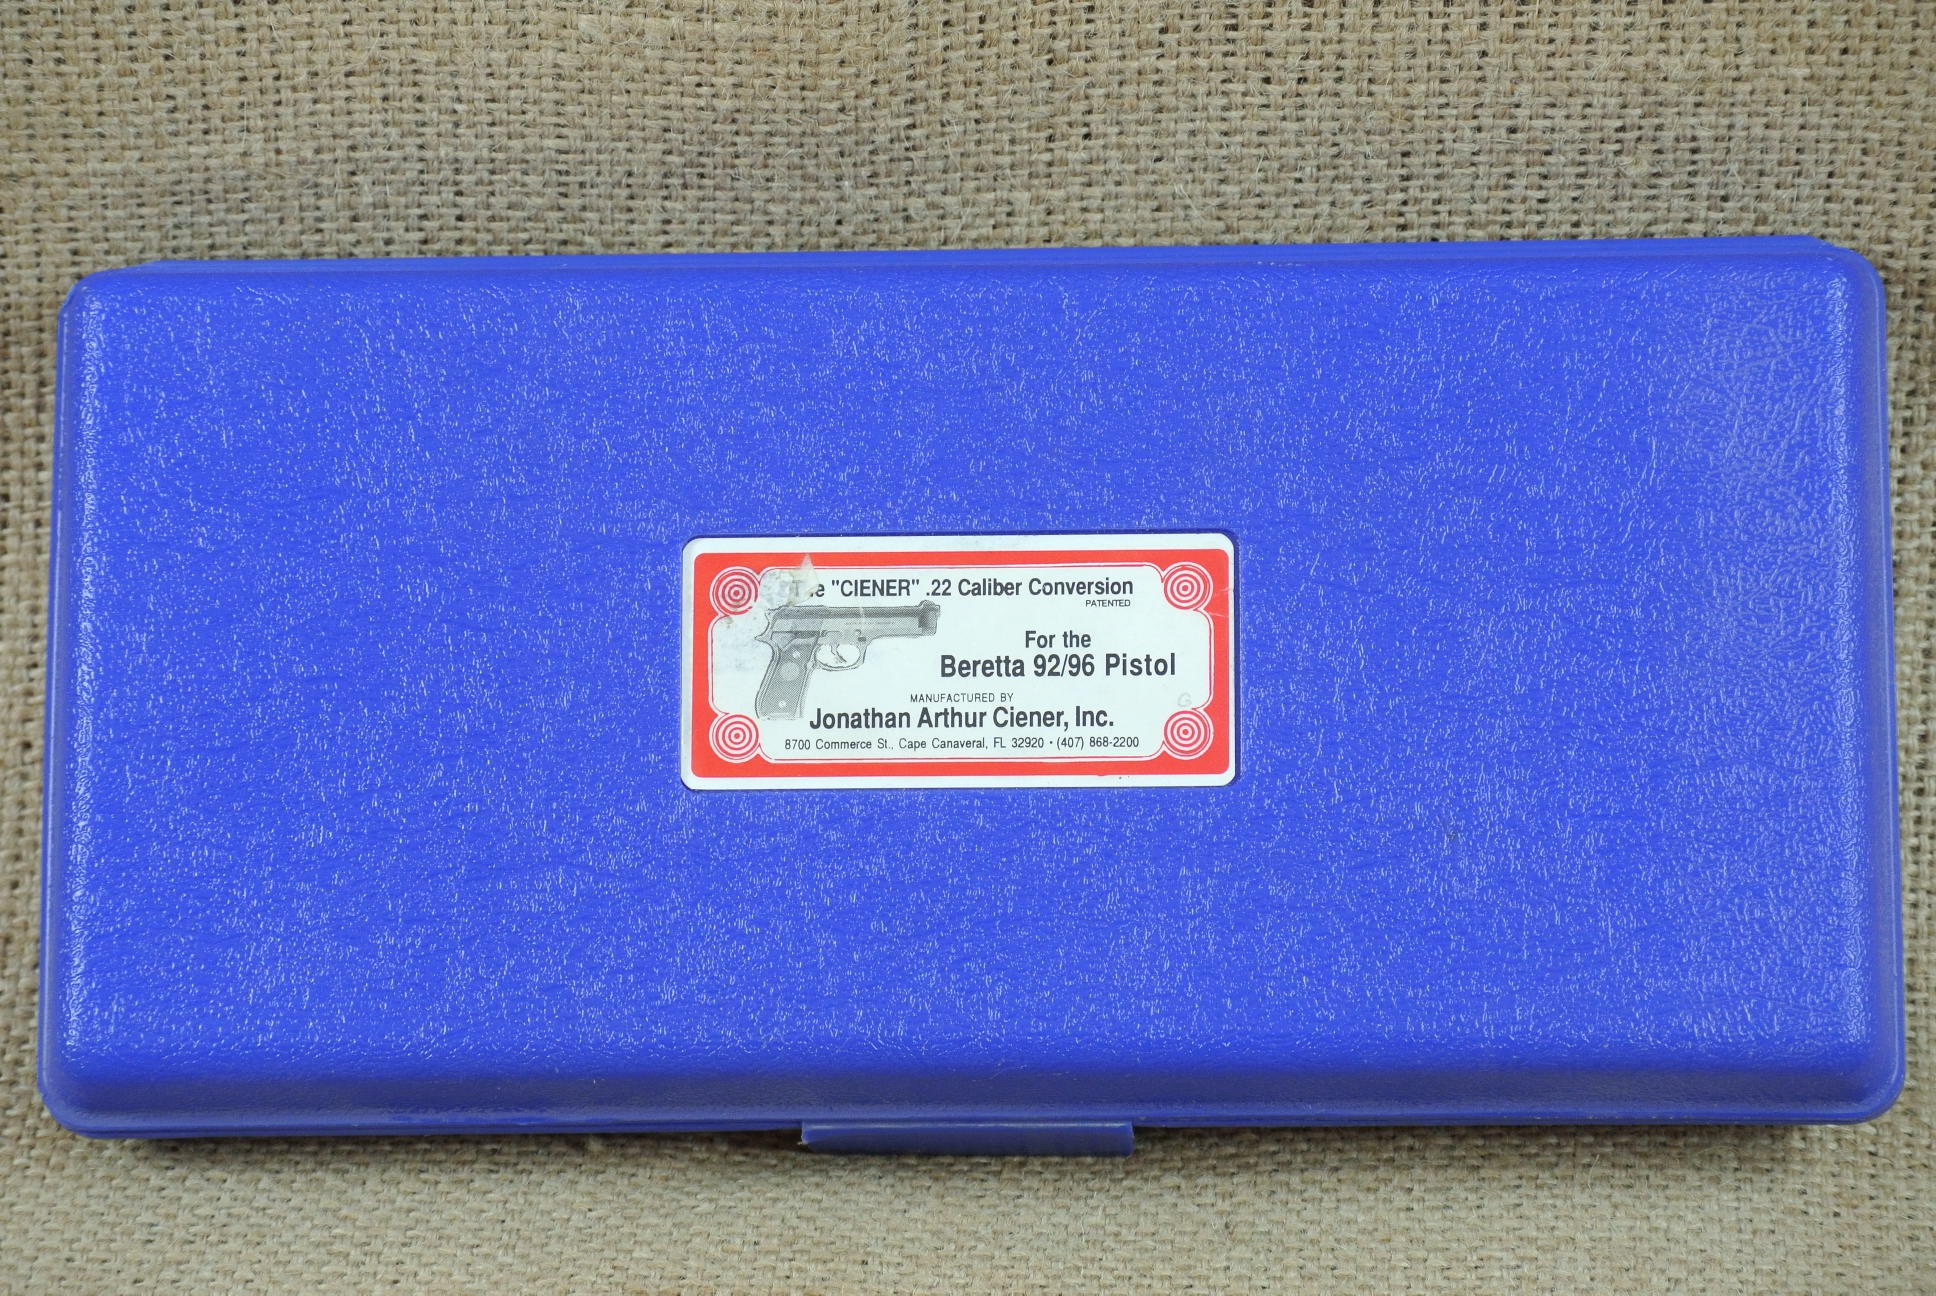 The "CIENER" .22 Caliber Conversion
PATENTED
For the
Beretta 92/96 Pistol
MANUFACTURED BY
Jonathan Arthur Ciener, Inc.
8700 Commerce St., Cape Canaveral, FL 32920 • (407) 868-2200
G